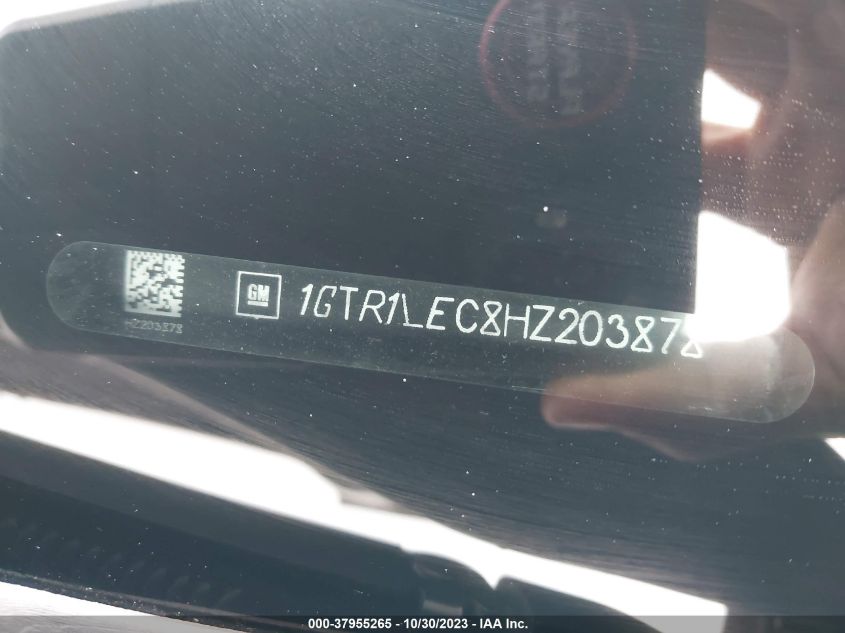 GM 1GTR1LEC8HZ203878
HZ203878
000-37955265 - 10/30/2023 - IAA Inc.